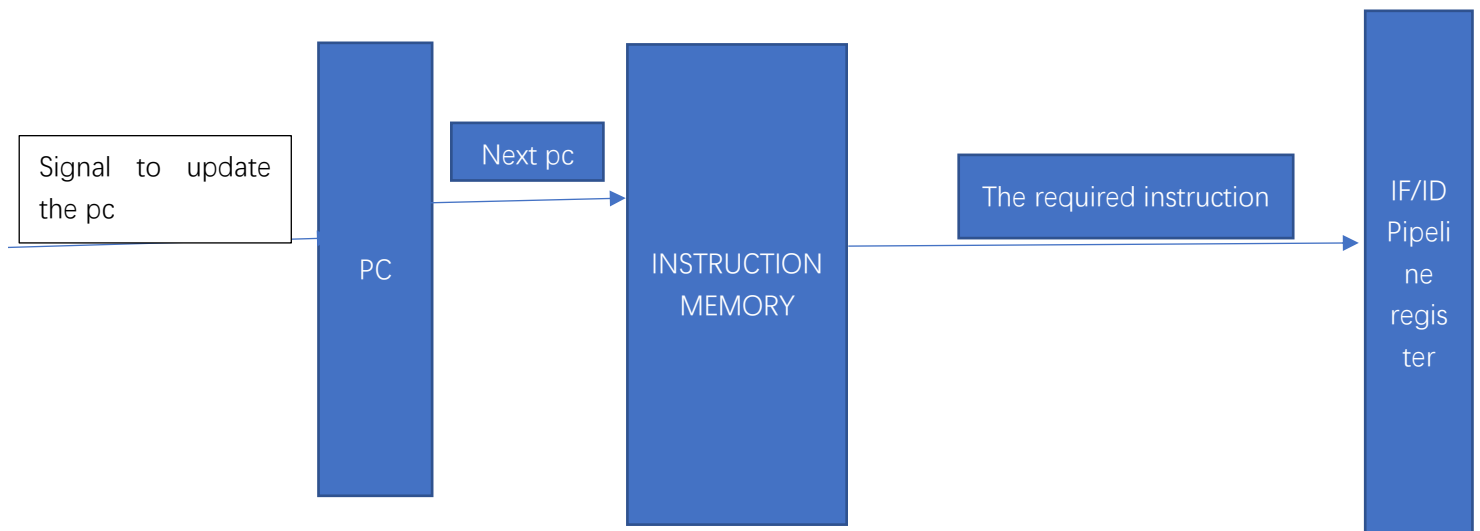 Signal to update
the pc
PC
Next pc
INSTRUCTION
MEMORY
The required instruction
IF/ID
Pipeli
ne
regis
ter